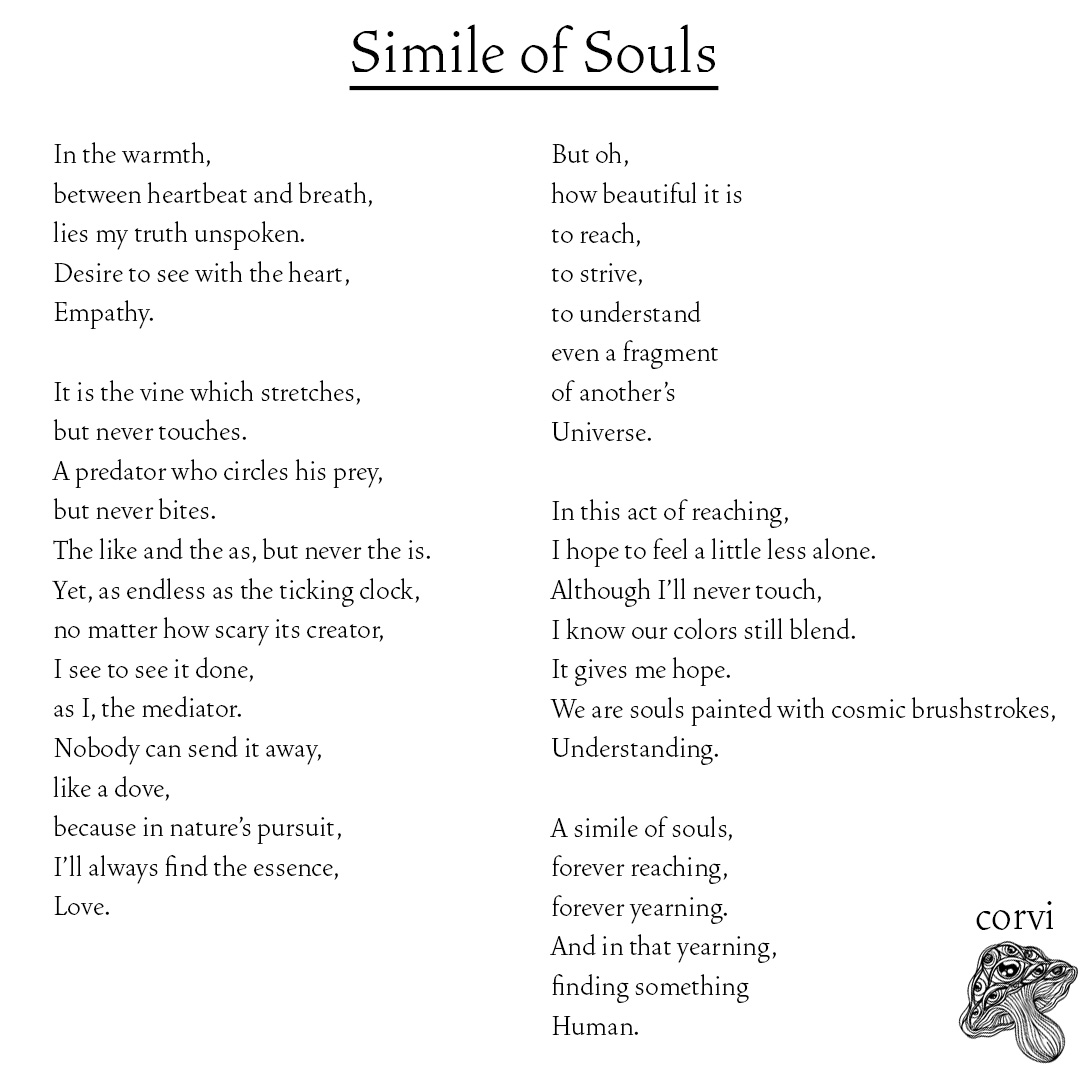 Simile of Souls
In the warmth,
between heartbeat and breath,
lies my truth unspoken.
Desire to see with the heart,
Empathy.
It is the vine which stretches,
but never touches.
A predator who circles his prey,
but never bites.
The like and the as, but never the is.
Yet, as endless as the ticking clock,
no matter how scary its creator,
I see to see it done,
as I, the mediator.
Nobody can send it away,
like a dove,
because in nature’s pursuit,
I’ll always find the essence,
Love.
But oh,
how beautiful it is
to reach,
to strive,
to understand
even a fragment
of another’s
Universe.
In this act of reaching,
I hope to feel a little less alone.
Although I’ll never touch,
I know our colors still blend.
It gives me hope.
We are souls painted with cosmic brushstrokes,
Understanding.
A simile of souls,
forever reaching,
forever yearning.
And in that yearning,
finding something
Human.
corvi